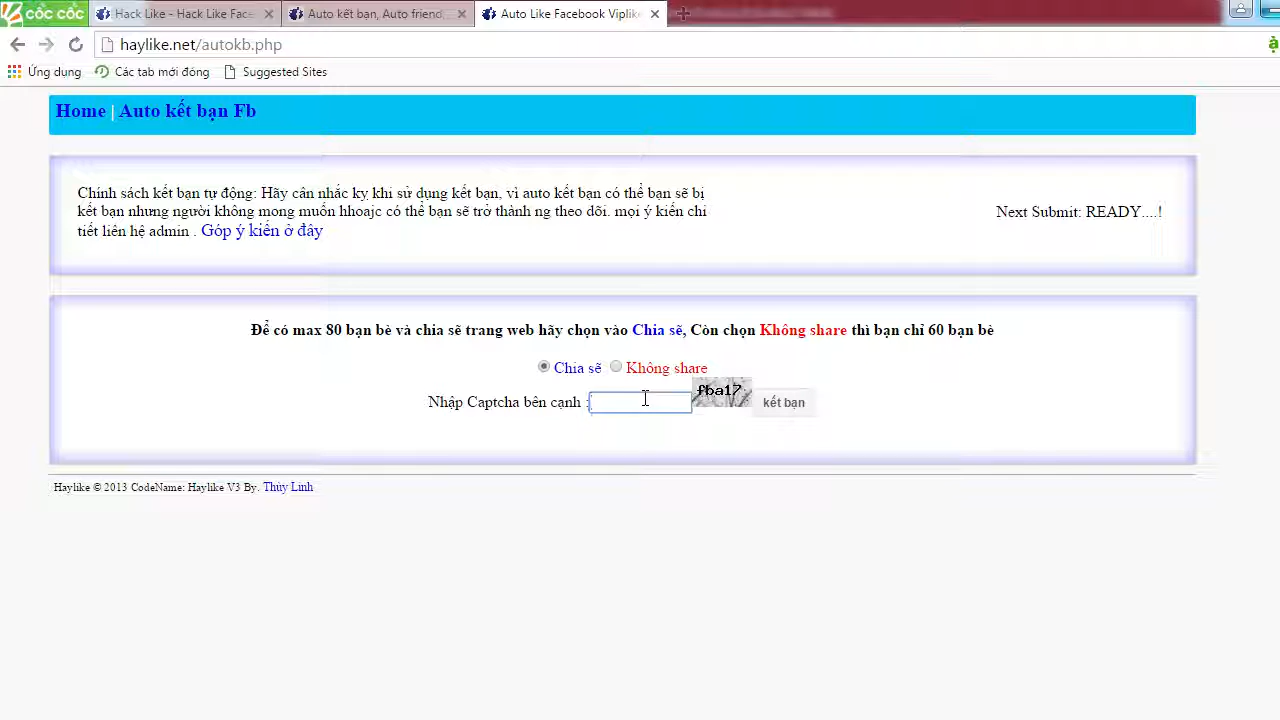 cốc cốc
Hack Like - Hack Like Face
Auto kết bạn, Auto friend
Auto Like Facebook Viplike
haylike.net/autokb.php
Ứng dụng
Các tab mới đóng
Suggested Sites
Home | Auto kết bạn Fb
Chính sách kết bạn tự động: Hãy cân nhắc kỵ khi sử dụng kết bạn, vì auto kết bạn có thể bạn sẽ bị
kết bạn nhưng người không mong muốn hhoajc có thể bạn sẽ trở thành ng theo dõi. mọi ý kiến chi
tiết liên hệ admin . Góp ý kiến ở đây
Next Submit: READY....!
Để có max 80 bạn bè và chia sẽ trang web hãy chọn vào Chia sẽ, Còn chọn Không share thì bạn chỉ 60 bạn bè
Chia sẽ Không share
Nhập Captcha bên cạnh : fba17 kết bạn
Haylike © 2013 CodeName: Haylike V3 By. Thùy Linh